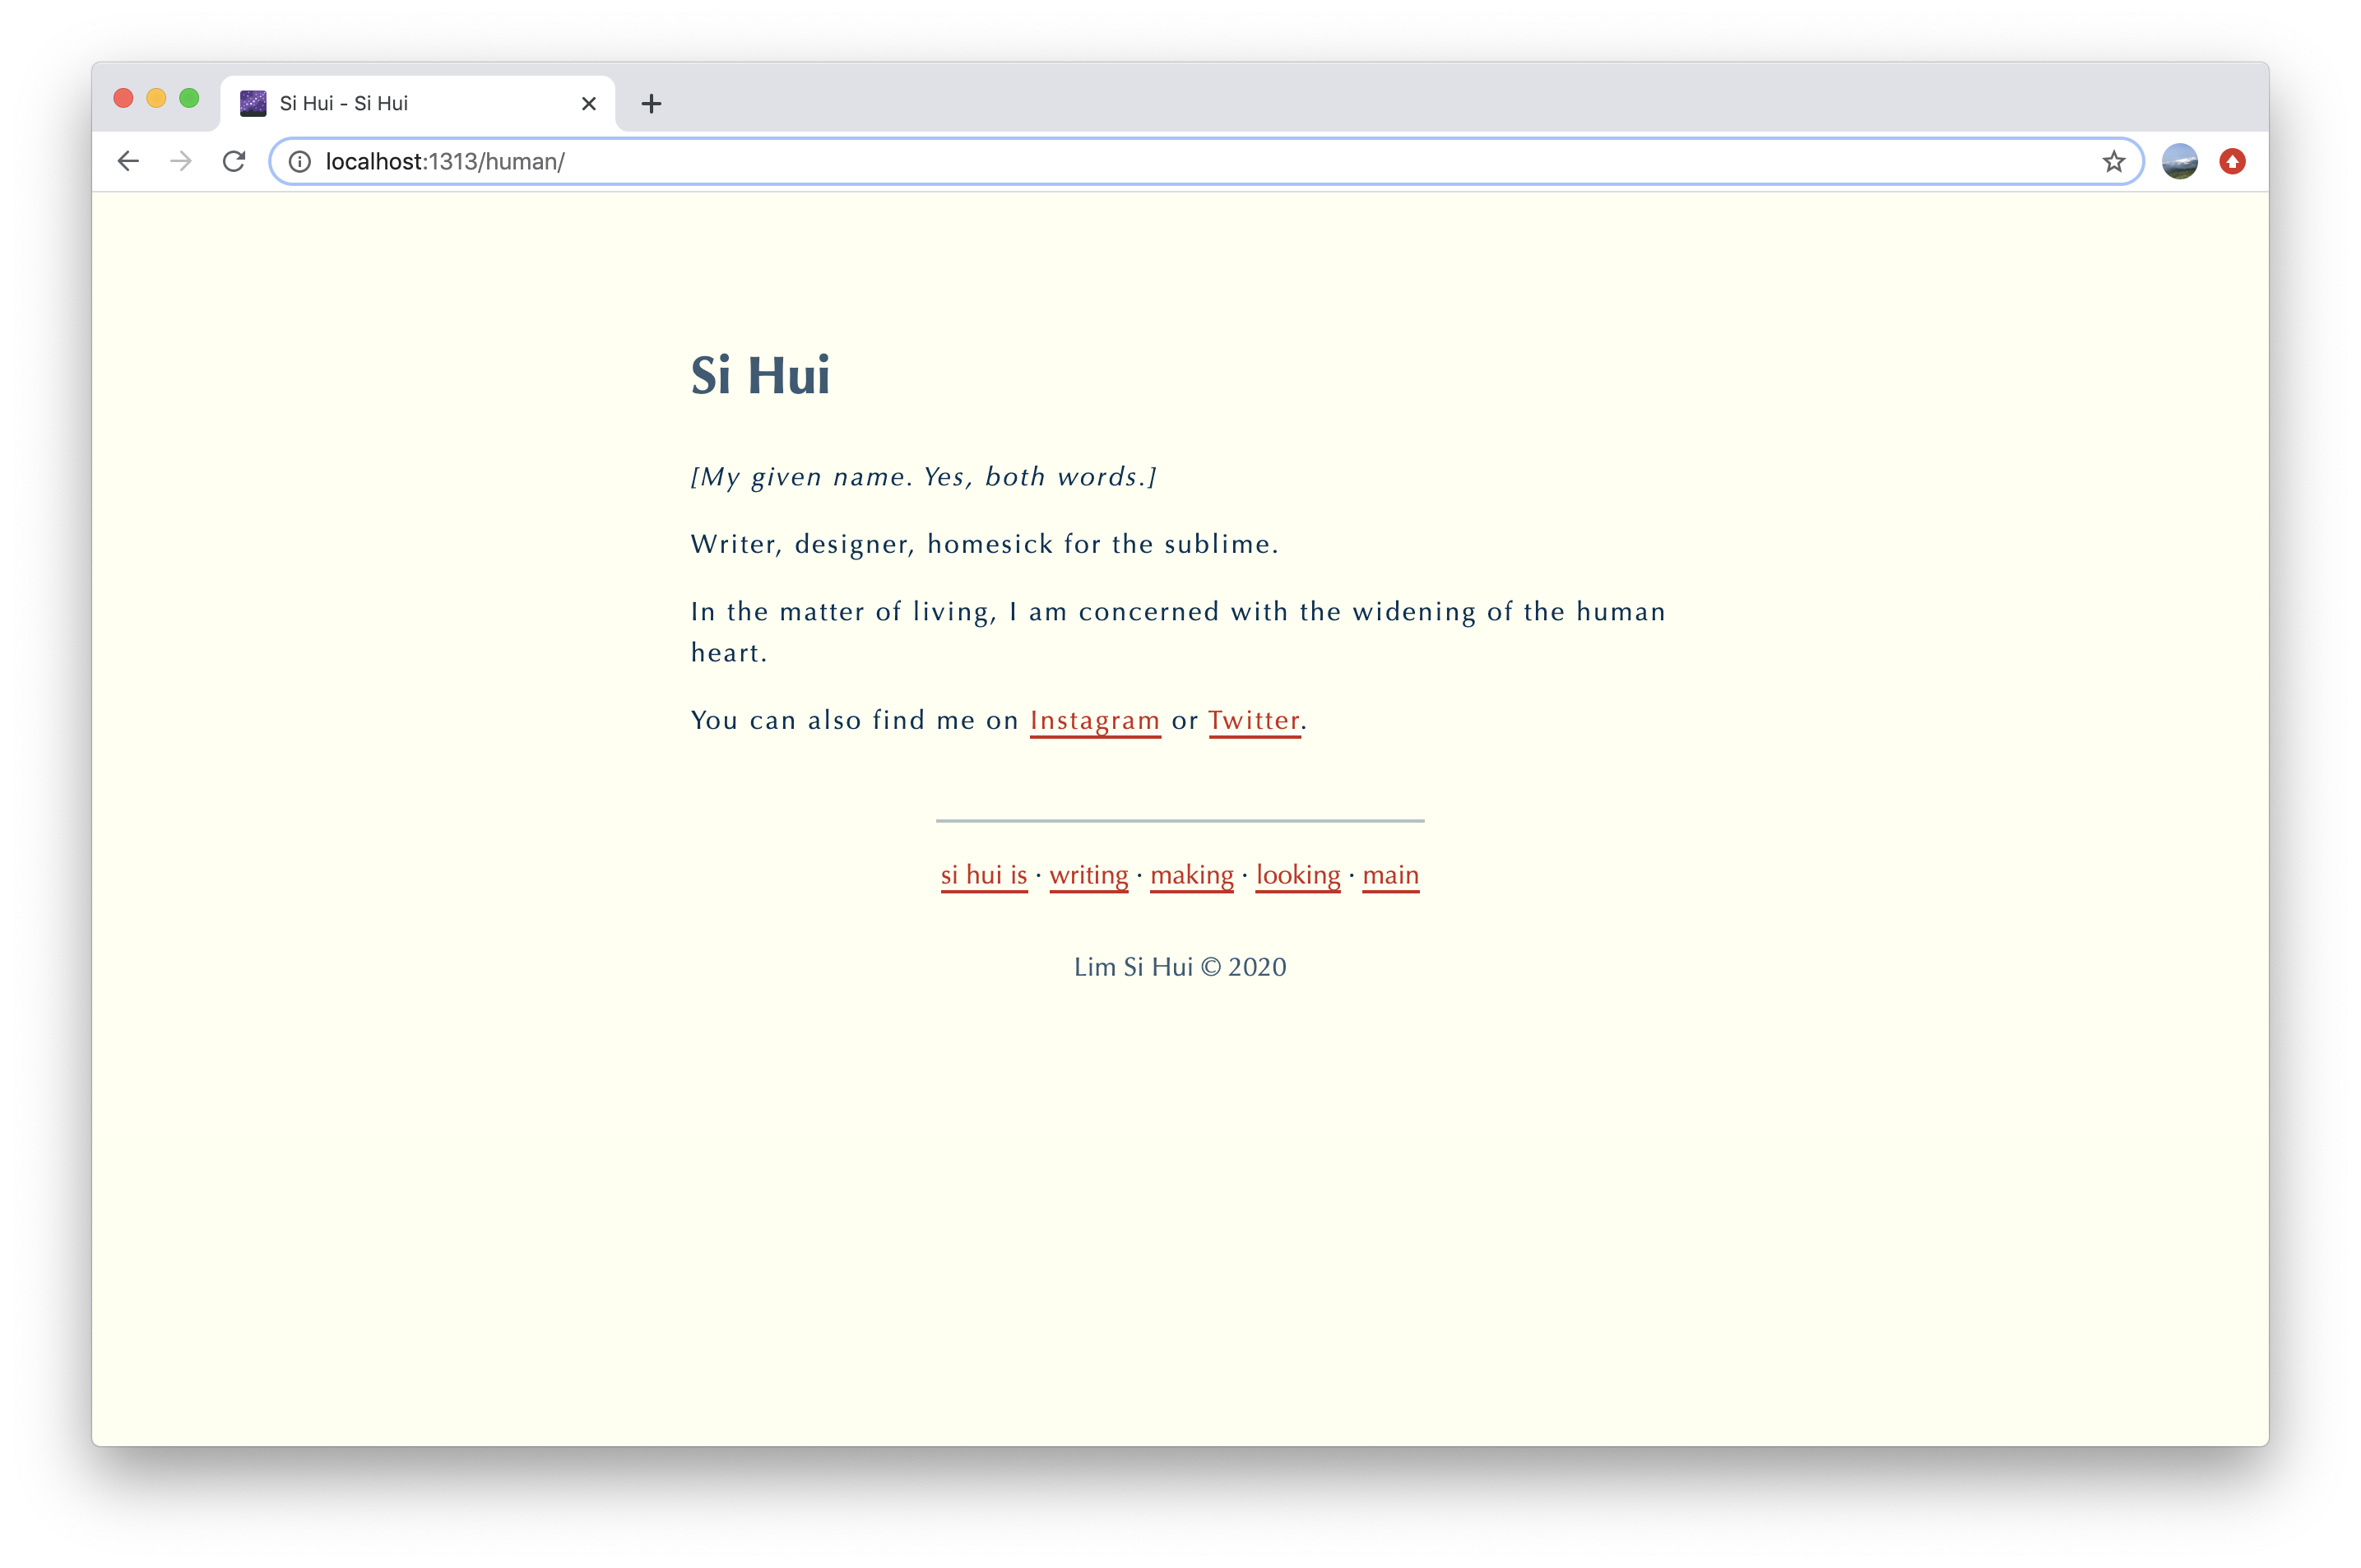 Si Hui - Si Hui
localhost:1313/human/
Si Hui
[My given name. Yes, both words.]
Writer, designer, homesick for the sublime.
In the matter of living, I am concerned with the widening of the human
heart.
You can also find me on Instagram or Twitter.
si hui is · writing · making · looking · main
Lim Si Hui © 2020